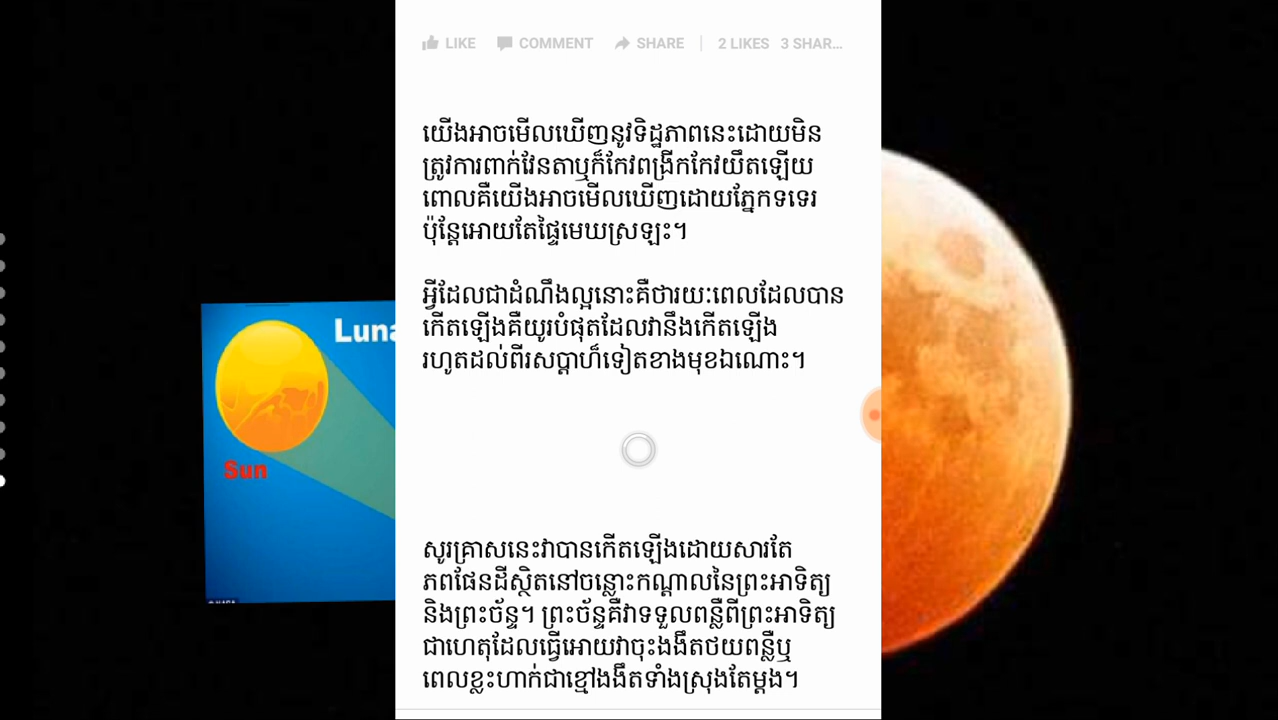 LIKE COMMENT SHARE 2 LIKES 3 SHAR...
យើងអាចមើលឃើញនូវទិដ្ឋភាពនេះដោយមិន
ត្រូវការពាក់វែនតាឬក៏កែវពង្រីកកែវយឹតឡើយ
ពោលគឺយើងអាចមើលឃើញដោយភ្នែកទទេរ
ប៉ុន្តែអោយតែផ្ទៃមេឃស្រឡះ។
អ្វីដែលជាដំណឹងល្អនោះគឺថារយៈពេលដែលបាន
កើតឡើងគឺយូរបំផុតដែលវានឹងកើតឡើង
រហូតដល់ពីរសប្តាហ៏ទៀតខាងមុខឯណោះ។
Luna
Sun
សូរគ្រាសនេះវាបានកើតឡើងដោយសារតែ
ភពផែនដីស្ថិតនៅចន្លោះកណ្តាលនៃព្រះអាទិត្យ
និងព្រះច័ន្ទ។ ព្រះច័ន្ទិគឺវាទទួលពន្លឺពីព្រះអាទិត្យ
ជាហេតុដែលធ្វើអោយវាចុះងងឹតថយពន្លឺឬ
ពេលខ្លះហាក់ជាខ្មៅងងឹតទាំងស្រុងតែម្តង។